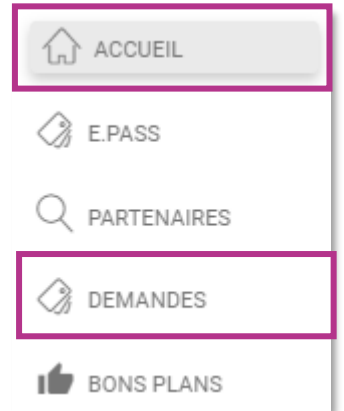 ACCUEIL
E.PASS
PARTENAIRES
DEMANDES
BONS PLANS